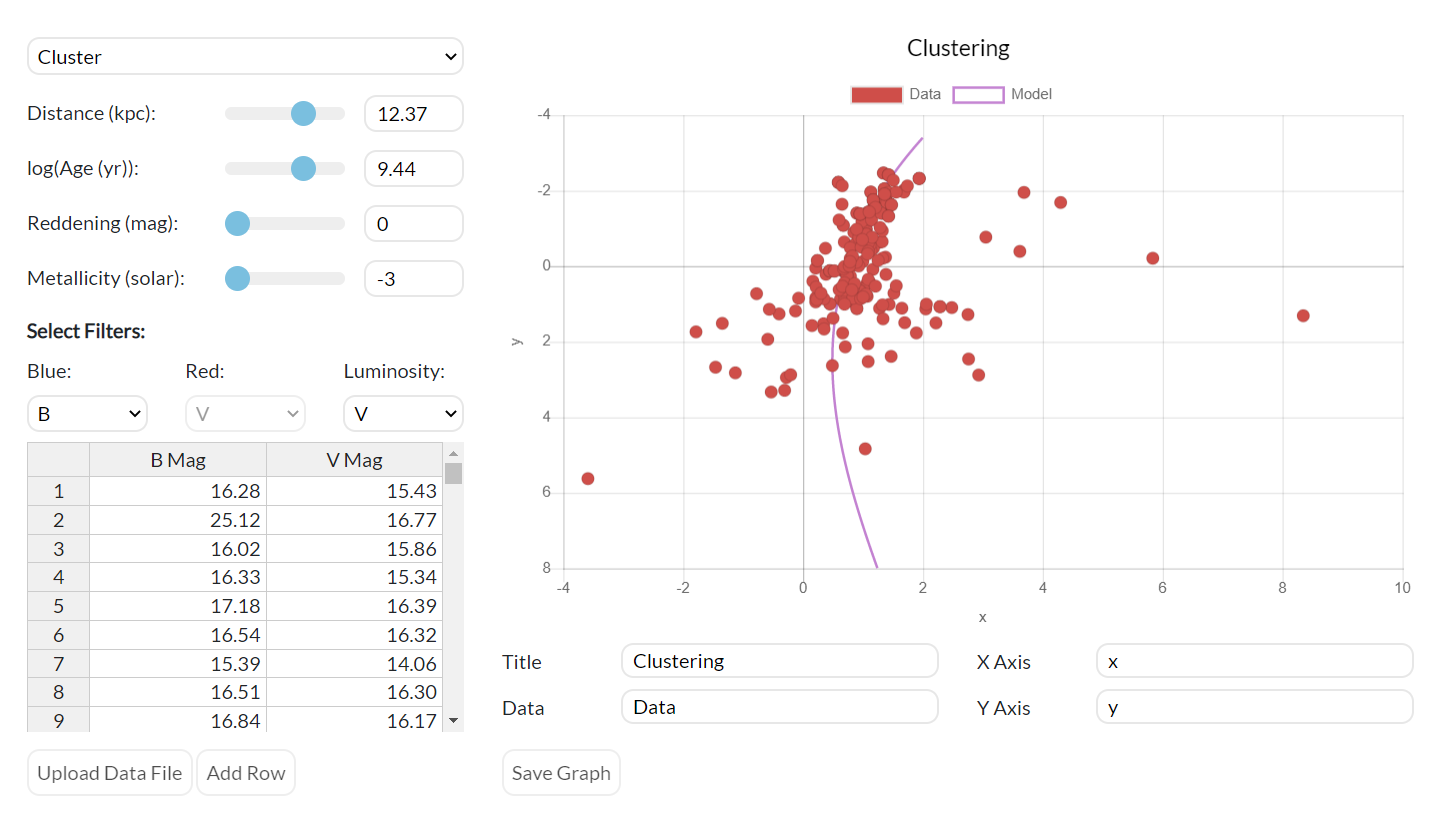 Cluster
Distance (kpc): 12.37
log(Age (yr)): 9.44
Reddening (mag): 0
Metallicity (solar): -3
Select Filters:
Blue: Red: Luminosity:
B V V
B Mag V Mag
1 16.28 15.43
2 25.12 16.77
3 16.02 15.86
4 16.33 15.34
5 17.18 16.39
6 16.54 16.32
7 15.39 14.06
8 16.51 16.30
9 16.84 16.17
Upload Data File Add Row
Clustering
Data Model
-4
-2
0
2
4
6
8
y
-4 -2 0 2 4 6 8 10
x
Title Clustering X Axis x
Data Data Y Axis y
Save Graph